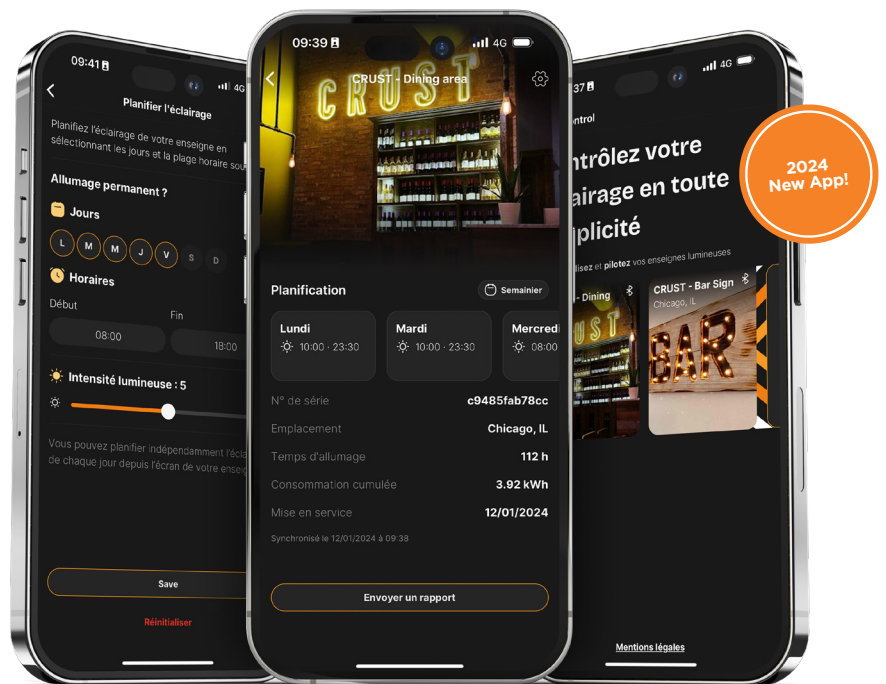 09:41
4G
Planifier l'éclairage
Planifiez l'éclairage de votre enseigne en
sélectionnant les jours et la plage horaire
Allumage permanent ?
Jours
L M M J V S D
Horaires
Début
Fin
08:00
18:00
Intensité lumineuse : 5
Vous pouvez planifier indépendamment
de chaque jour depuis l'écran de votre
Save
Réinitialiser
09:39
4G
CRUST
CRUST - Dining area
Planification
Semainier
Lundi
10:00 - 23:30
Mardi
10:00 - 23:30
Mercredi
08:00
N° de série
c9485fab78cc
Emplacement
Chicago, IL
Temps d'allumage
112 h
Consommation cumulée
3.92 kWh
Mise en service
12/01/2024
Synchronisé le 12/01/2024 à 09:38
Envoyer un rapport
37
4G
ntrol
ntrôlez votre
airage en toute
plicité
lisez et pilotez vos enseignes lumineuses
- Dining
UST
CRUST - Bar Sign
Chicago, IL
BAR
Mentions légales
2024
New App!